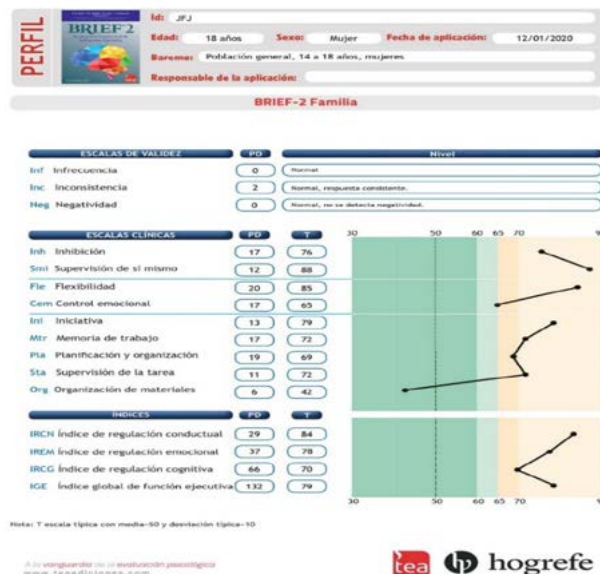 PERFIL
BRIEF 2
Id: JFJ
Edad: 18 años Sexo: Mujer Fecha de aplicación: 12/01/2020
Baremo: Población general, 14 a 18 años, mujeres
Responsable de la aplicación:
BRIEF-2 Familia
ESCALAS DE VALIDEZ PD Nivel
Inf Infrecuencia 0 Normal
Inc Inconsistencia 2 Normal, respuesta consistente.
Neg Negatividad 0 Normal, no se detecta negatividad.
ESCALAS CLÍNICAS PD T 30 50 60 65 70 9
Inh Inhibición 17 76
Smi Supervisión de sí mismo 12 88
Fle Flexibilidad 20 85
Cem Control emocional 17 65
Ini Iniciativa 13 79
Mtr Memoria de trabajo 17 72
Pla Planificación y organización 19 69
Sta Supervisión de la tarea 11 72
Org Organización de materiales 6 42
ÍNDICES PD T
IRCN Índice de regulación conductual 29 84
IREM Índice de regulación emocional 37 78
IRCG Índice de regulación cognitiva 66 70
IGE Índice global de función ejecutiva 132 79
30 50 60 65 70 9
Nota: T escala típica con media=50 y desviación típica=10
A la vanguardia de la evaluación psicológica
www.teaediciones.com
tea hogrefe